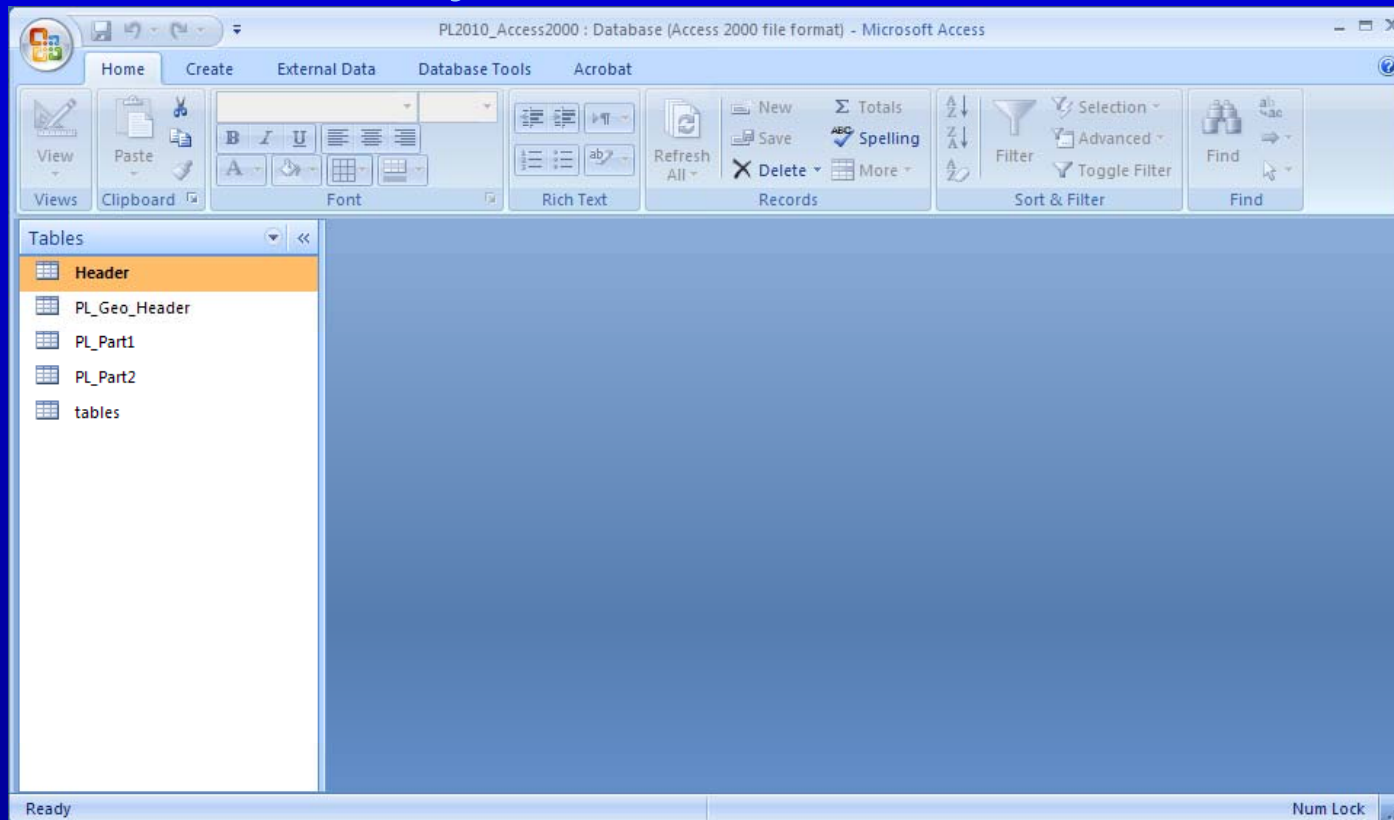 PL2010_Access2000 : Database (Access 2000 file format) - Microsoft Access
Home Create External Data Database Tools Acrobat
New Σ Totals Selection
B I U Save Spelling Advanced
View Paste A Refresh All Delete More Filter Toggle Filter Find
Views Clipboard Font Rich Text Records Sort & Filter Find
Tables
Header
PL_Geo_Header
PL_Part1
PL_Part2
tables
Ready Num Lock